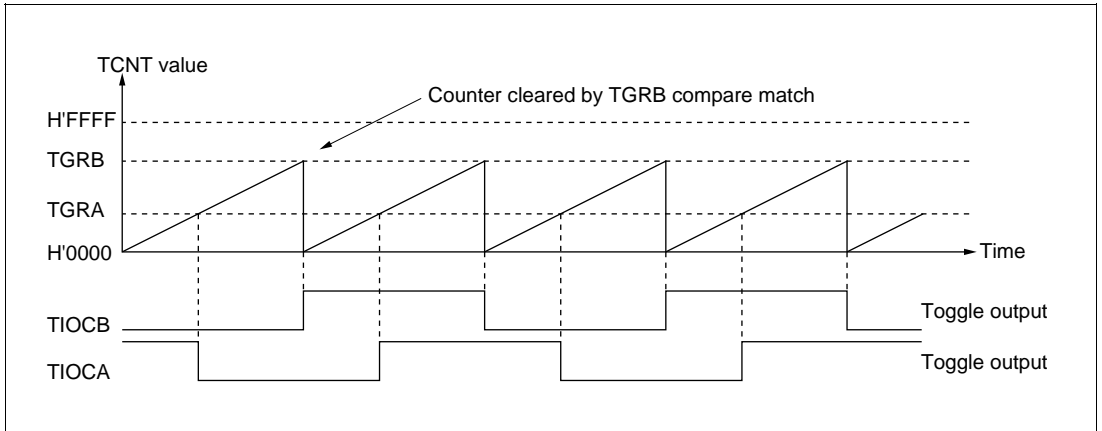 TCNT value
Counter cleared by TGRB compare match
H'FFFF
TGRB
TGRA
H'0000
Time
TIOCB
Toggle output
TIOCA
Toggle output